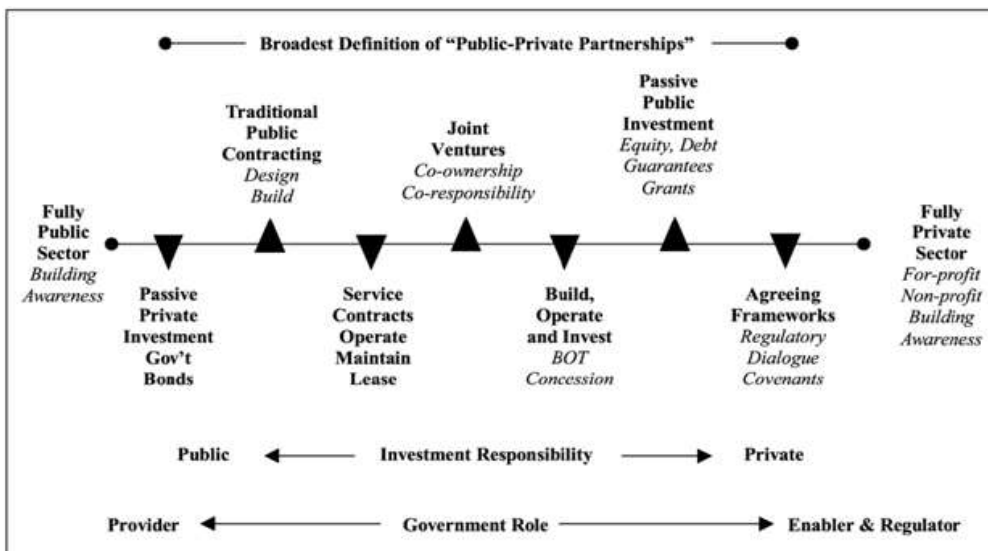 Broadest Definition of “Public-Private Partnerships”
Traditional
Public
Contracting
Design
Build
Joint
Ventures
Co-ownership
Co-responsibility
Passive
Public
Investment
Equity, Debt
Guarantees
Grants
Fully
Public
Sector
Building
Awareness
Fully
Private
Sector
For-profit
Non-profit
Building
Awareness
Passive
Private
Investment
Gov't
Bonds
Service
Contracts
Operate
Maintain
Lease
Build,
Operate
and Invest
BOT
Concession
Agreeing
Frameworks
Regulatory
Dialogue
Covenants
Public Investment Responsibility Private
Provider Government Role Enabler & Regulator